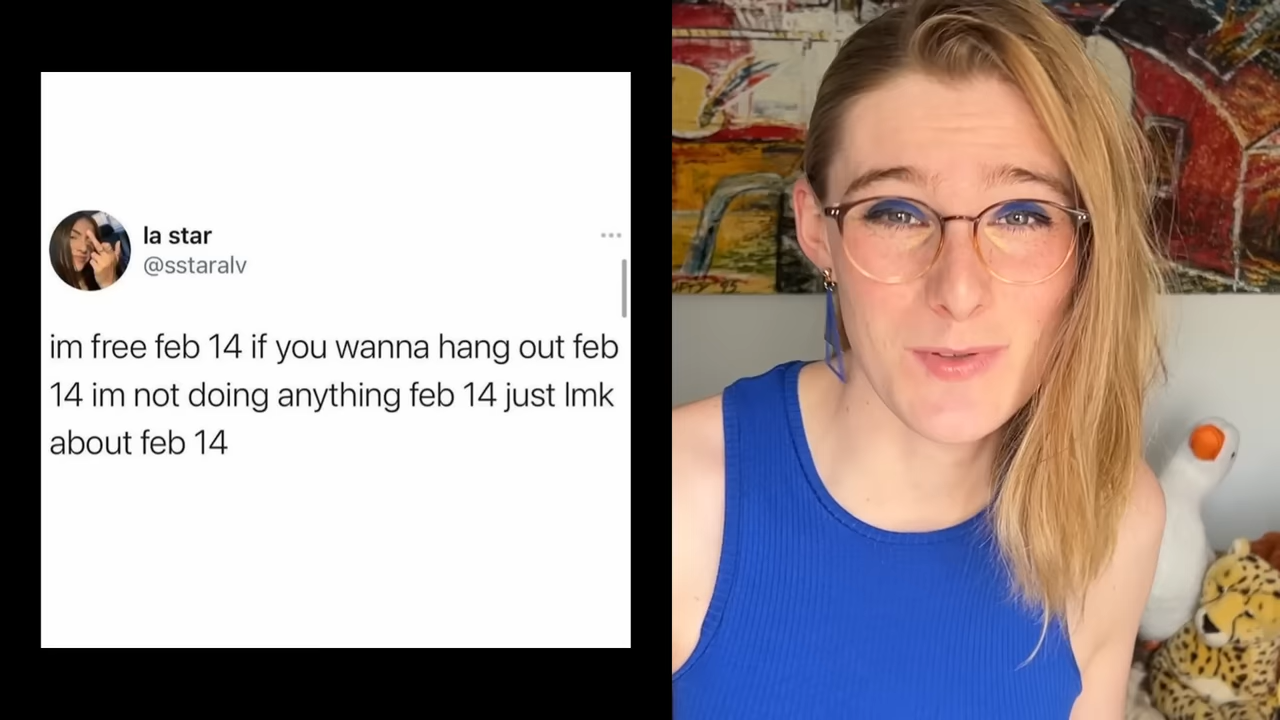 la star
@sstaralv
im free feb 14 if you wanna hang out feb
14 im not doing anything feb 14 just lmk
about feb 14